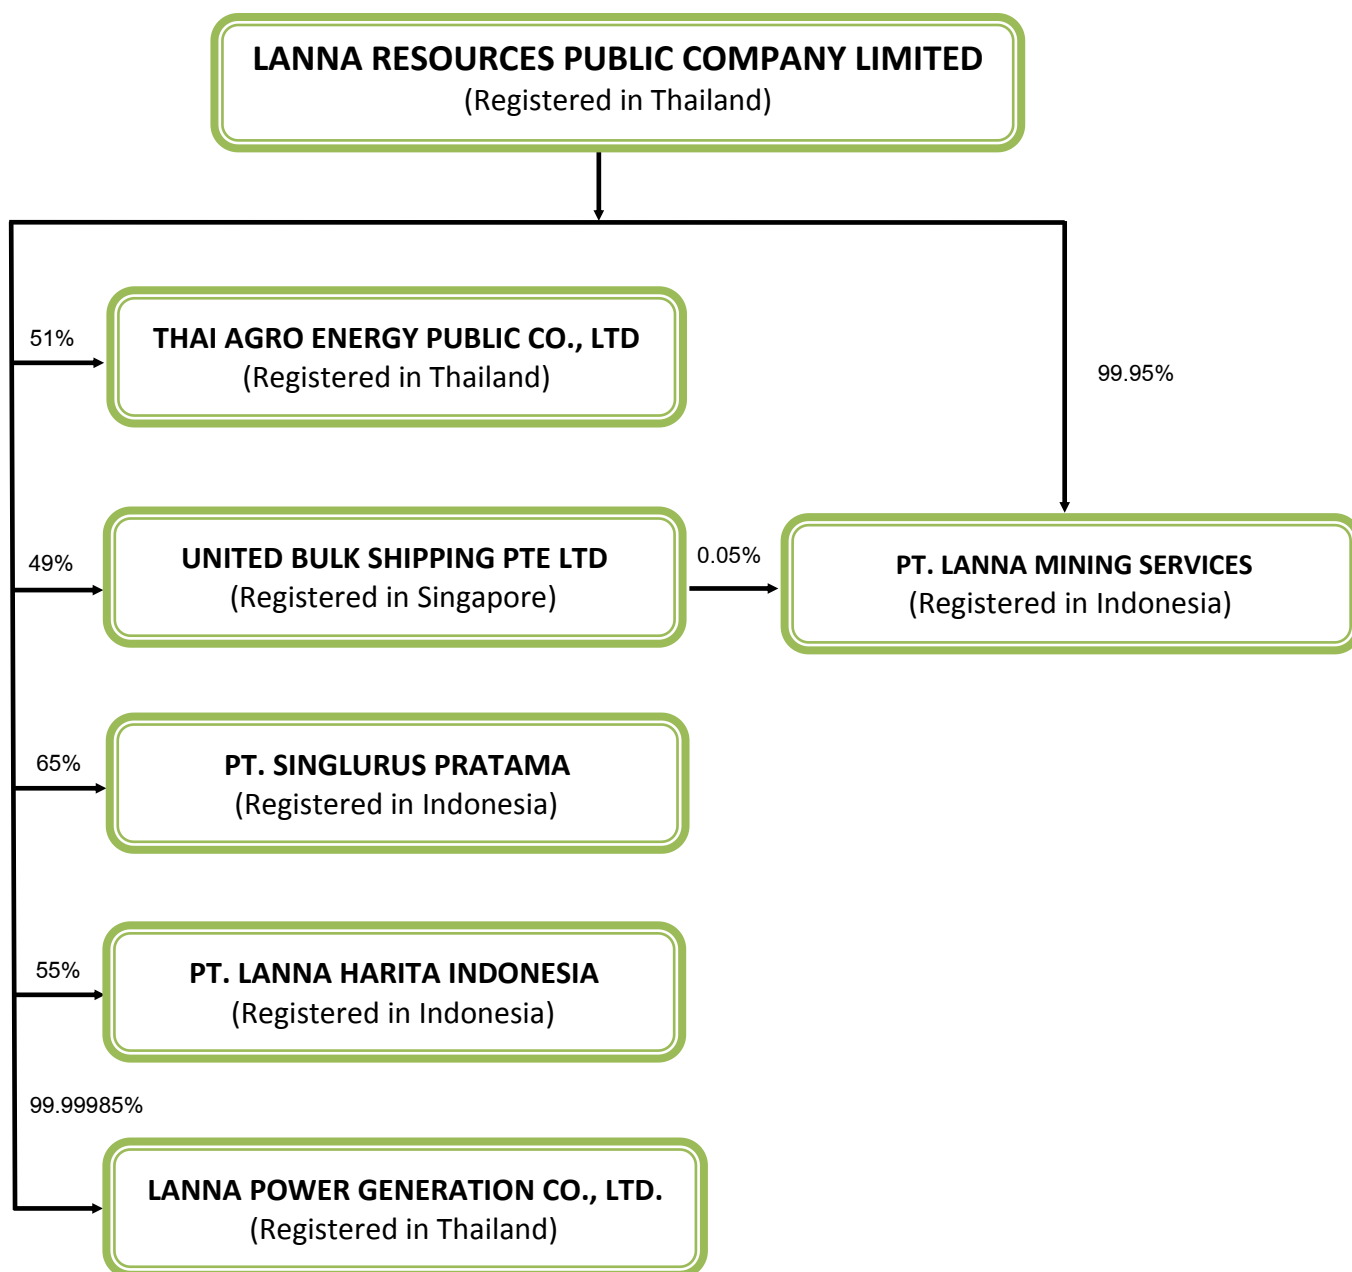 LANNA RESOURCES PUBLIC COMPANY LIMITED
(Registered in Thailand)
51%
THAI AGRO ENERGY PUBLIC CO., LTD
(Registered in Thailand)
99.95%
49%
UNITED BULK SHIPPING PTE LTD
(Registered in Singapore)
0.05%
PT. LANNA MINING SERVICES
(Registered in Indonesia)
65%
PT. SINGLURUS PRATAMA
(Registered in Indonesia)
55%
PT. LANNA HARITA INDONESIA
(Registered in Indonesia)
99.99985%
LANNA POWER GENERATION CO., LTD.
(Registered in Thailand)